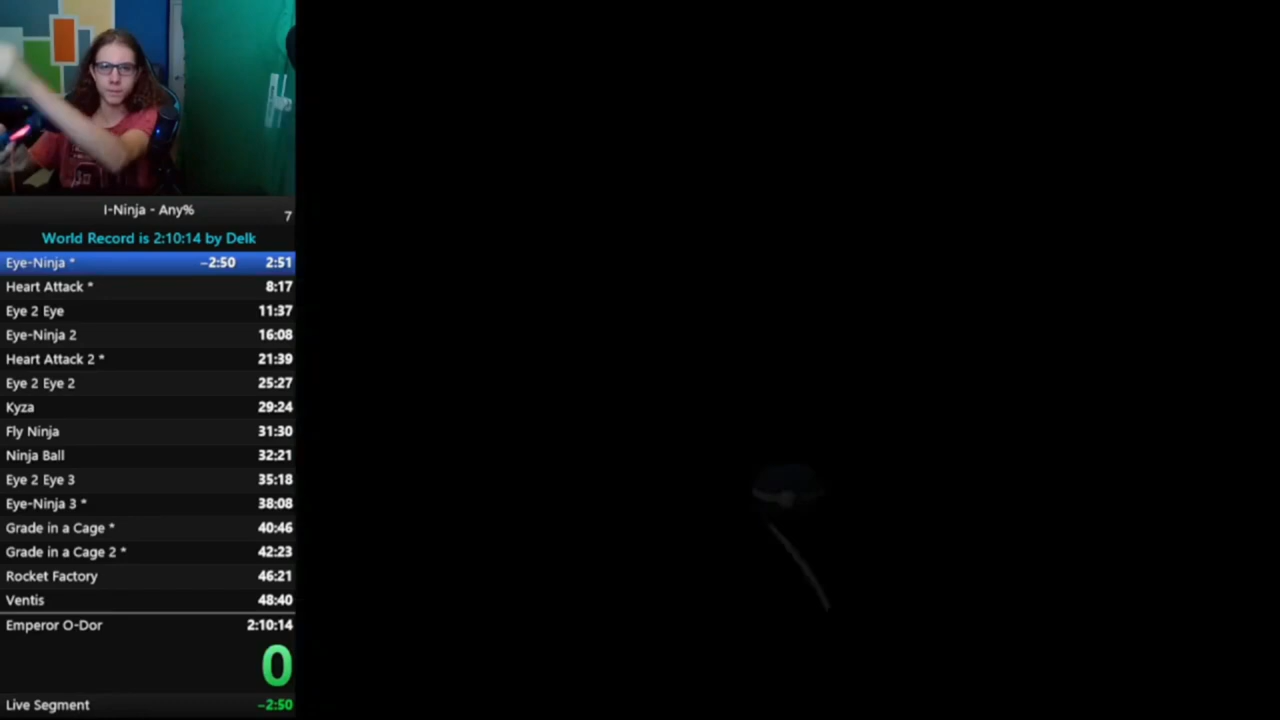 I-Ninja - Any%
7
World Record is 2:10:14 by Delk
Eye-Ninja * −2:50 2:51
Heart Attack * 8:17
Eye 2 Eye 11:37
Eye-Ninja 2 16:08
Heart Attack 2 * 21:39
Eye 2 Eye 2 25:27
Kyza 29:24
Fly Ninja 31:30
Ninja Ball 32:21
Eye 2 Eye 3 35:18
Eye-Ninja 3 * 38:08
Grade in a Cage * 40:46
Grade in a Cage 2 * 42:23
Rocket Factory 46:21
Ventis 48:40
Emperor O-Dor 2:10:14
0
Live Segment −2:50